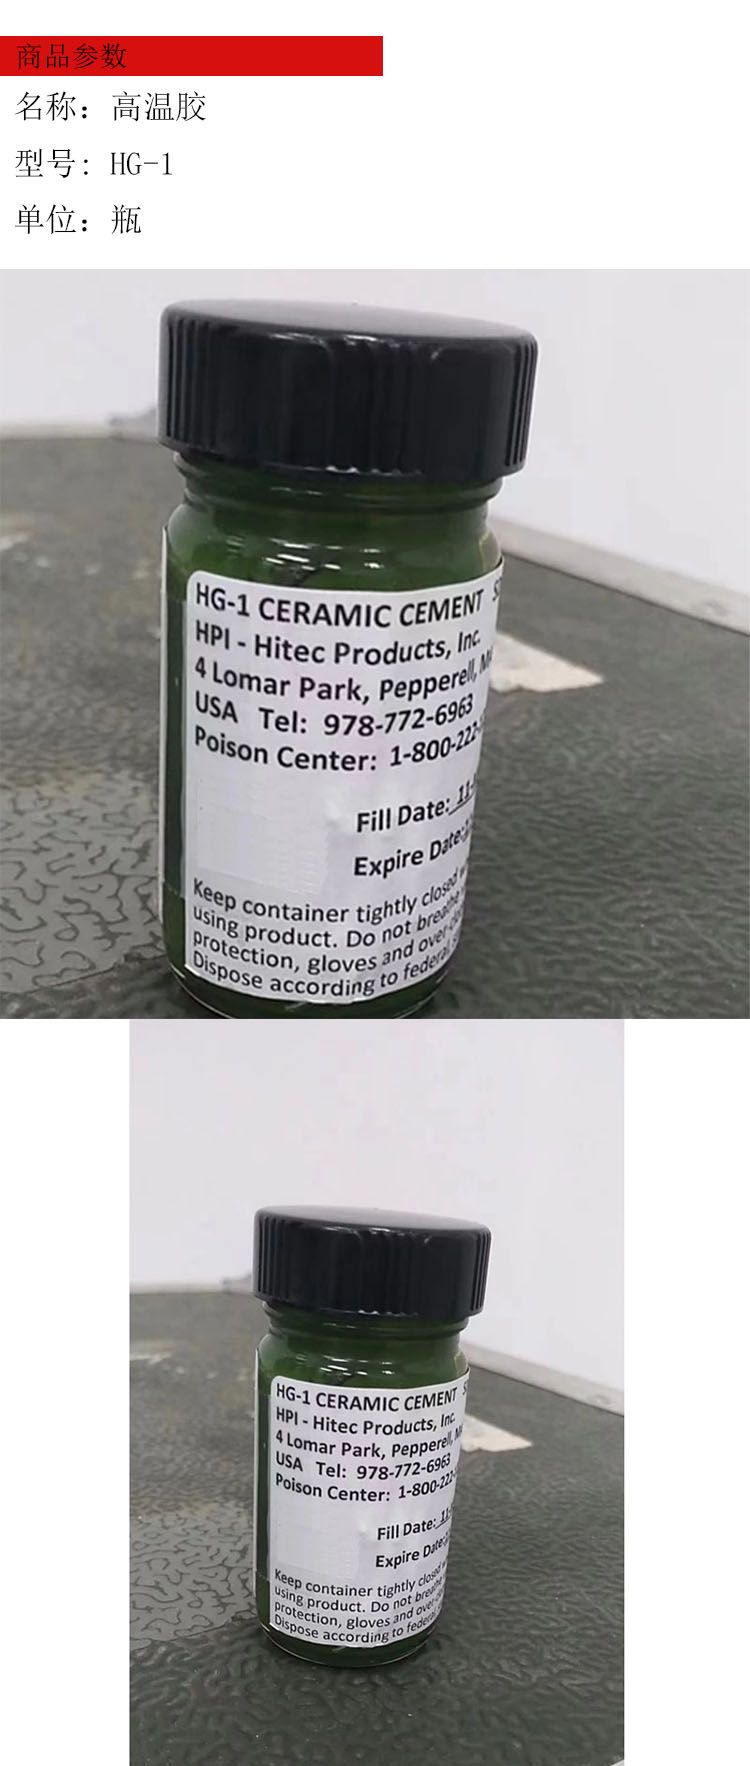 商品参数
名称：高温胶
型号：HG-1
单位：瓶
HG-1 CERAMIC CEMENT
HPI - Hitec Products, Inc.
4 Lomar Park, Pepperell,
USA Tel: 978-772-6963
Poison Center: 1-800-222-
Fill Date: 11-
Expire Date:
Keep container tightly closed
using product. Do not breathe
protection, gloves and over
Dispose according to federal
HG-1 CERAMIC CEMENT
HPI - Hitec Products, Inc.
4 Lomar Park, Pepperell,
USA Tel: 978-772-6963
Poison Center: 1-800-222-
Fill Date: 11-
Expire Date:
Keep container tightly closed
using product. Do not breathe
protection, gloves and over
Dispose according to federal